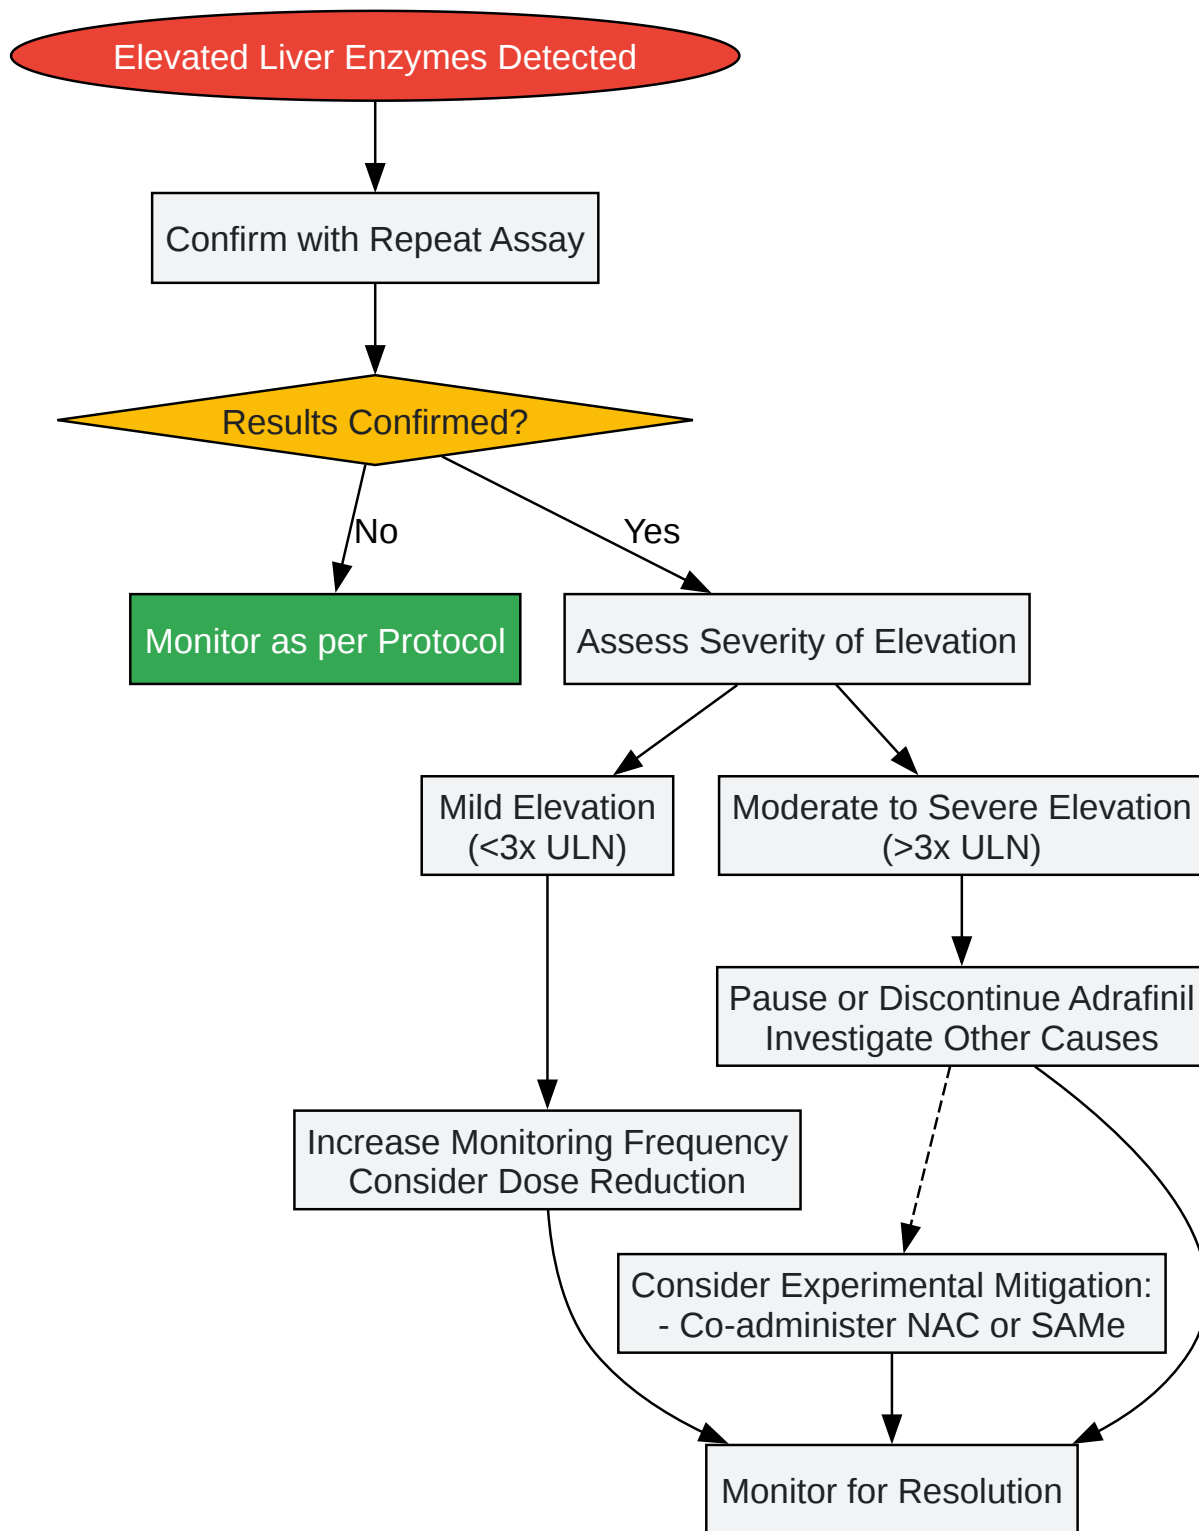 Elevated Liver Enzymes Detected
Confirm with Repeat Assay
Results Confirmed?
No
Yes
Monitor as per Protocol
Assess Severity of Elevation
Mild Elevation
(<3x ULN)
Moderate to Severe Elevation
(>3x ULN)
Pause or Discontinue Adrafinil
Investigate Other Causes
Increase Monitoring Frequency
Consider Dose Reduction
Consider Experimental Mitigation:
- Co-administer NAC or SAMe
Monitor for Resolution